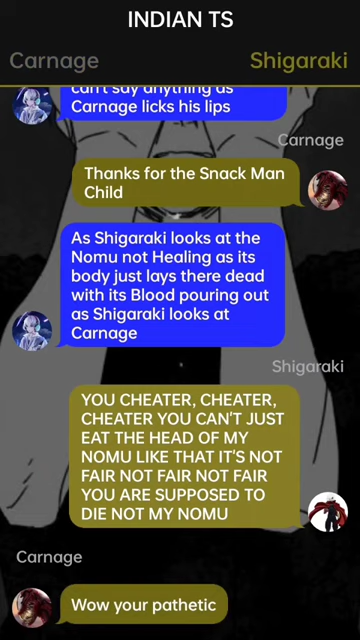 INDIAN TS
Carnage
Shigaraki
can't say anything as
Carnage licks his lips
Carnage
Thanks for the Snack Man
Child
As Shigaraki looks at the
Nomu not Healing as its
body just lays there dead
with its Blood pouring out
as Shigaraki looks at
Carnage
Shigaraki
YOU CHEATER, CHEATER,
CHEATER YOU CAN'T JUST
EAT THE HEAD OF MY
NOMU LIKE THAT IT'S NOT
FAIR NOT FAIR NOT FAIR
YOU ARE SUPPOSED TO
DIE NOT MY NOMU
Carnage
Wow your pathetic